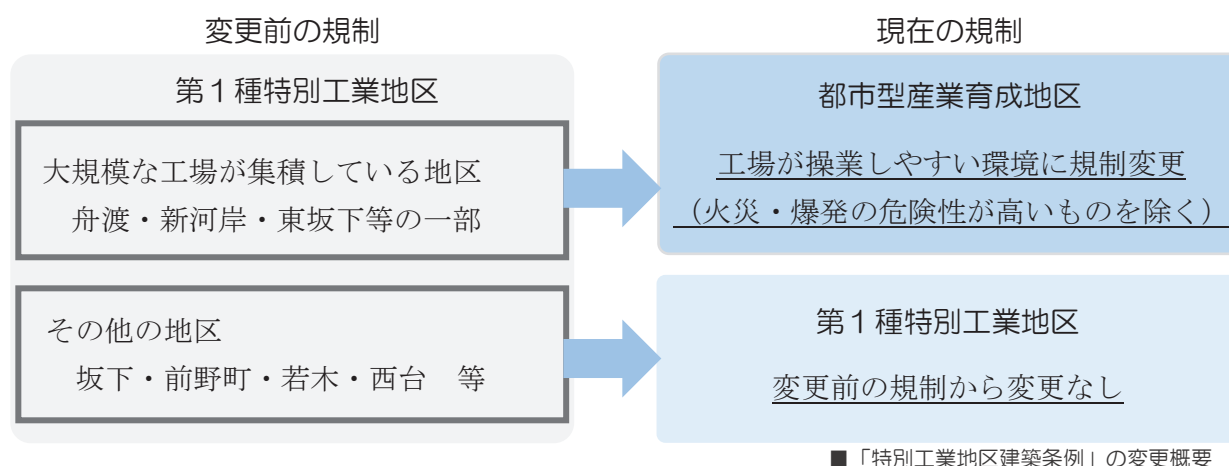 変更前の規制
第1種特別工業地区
大規模な工場が集積している地区
舟渡・新河岸・東坂下等の一部
その他の地区
坂下・前野町・若木・西台　等
現在の規制
都市型産業育成地区
工場が操業しやすい環境に規制変更
（火災・爆発の危険性が高いものを除く）
第1種特別工業地区
変更前の規制から変更なし
■「特別工業地区建築条例」の変更概要